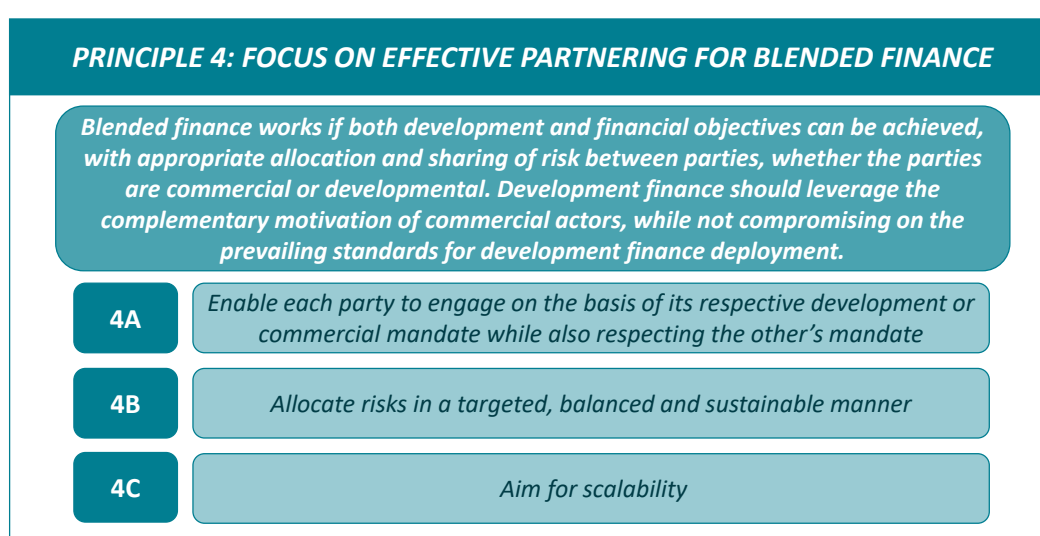 PRINCIPLE 4: FOCUS ON EFFECTIVE PARTNERING FOR BLENDED FINANCE
Blended finance works if both development and financial objectives can be achieved,
with appropriate allocation and sharing of risk between parties, whether the parties
are commercial or developmental. Development finance should leverage the
complementary motivation of commercial actors, while not compromising on the
prevailing standards for development finance deployment.
4A
Enable each party to engage on the basis of its respective development or
commercial mandate while also respecting the other's mandate
4B
Allocate risks in a targeted, balanced and sustainable manner
4C
Aim for scalability